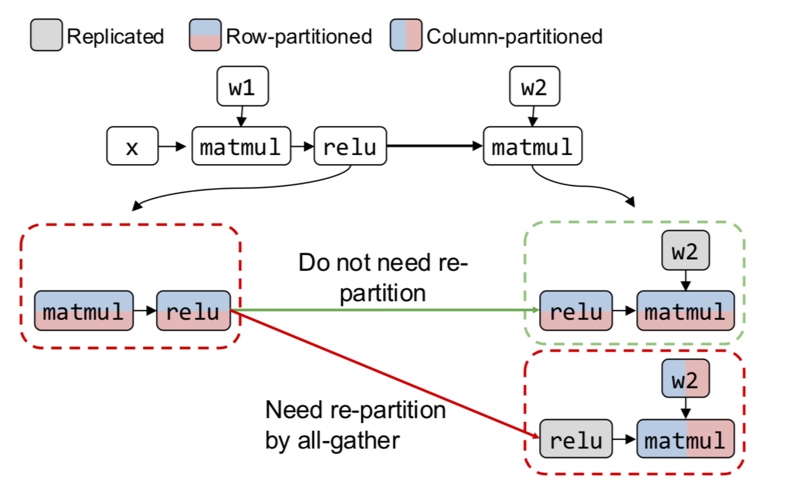 Replicated Row-partitioned Column-partitioned
w1 w2
x matmul relu matmul
Do not need re-
partition
w2
matmul relu relu matmul
w2
Need re-partition
by all-gather
relu matmul